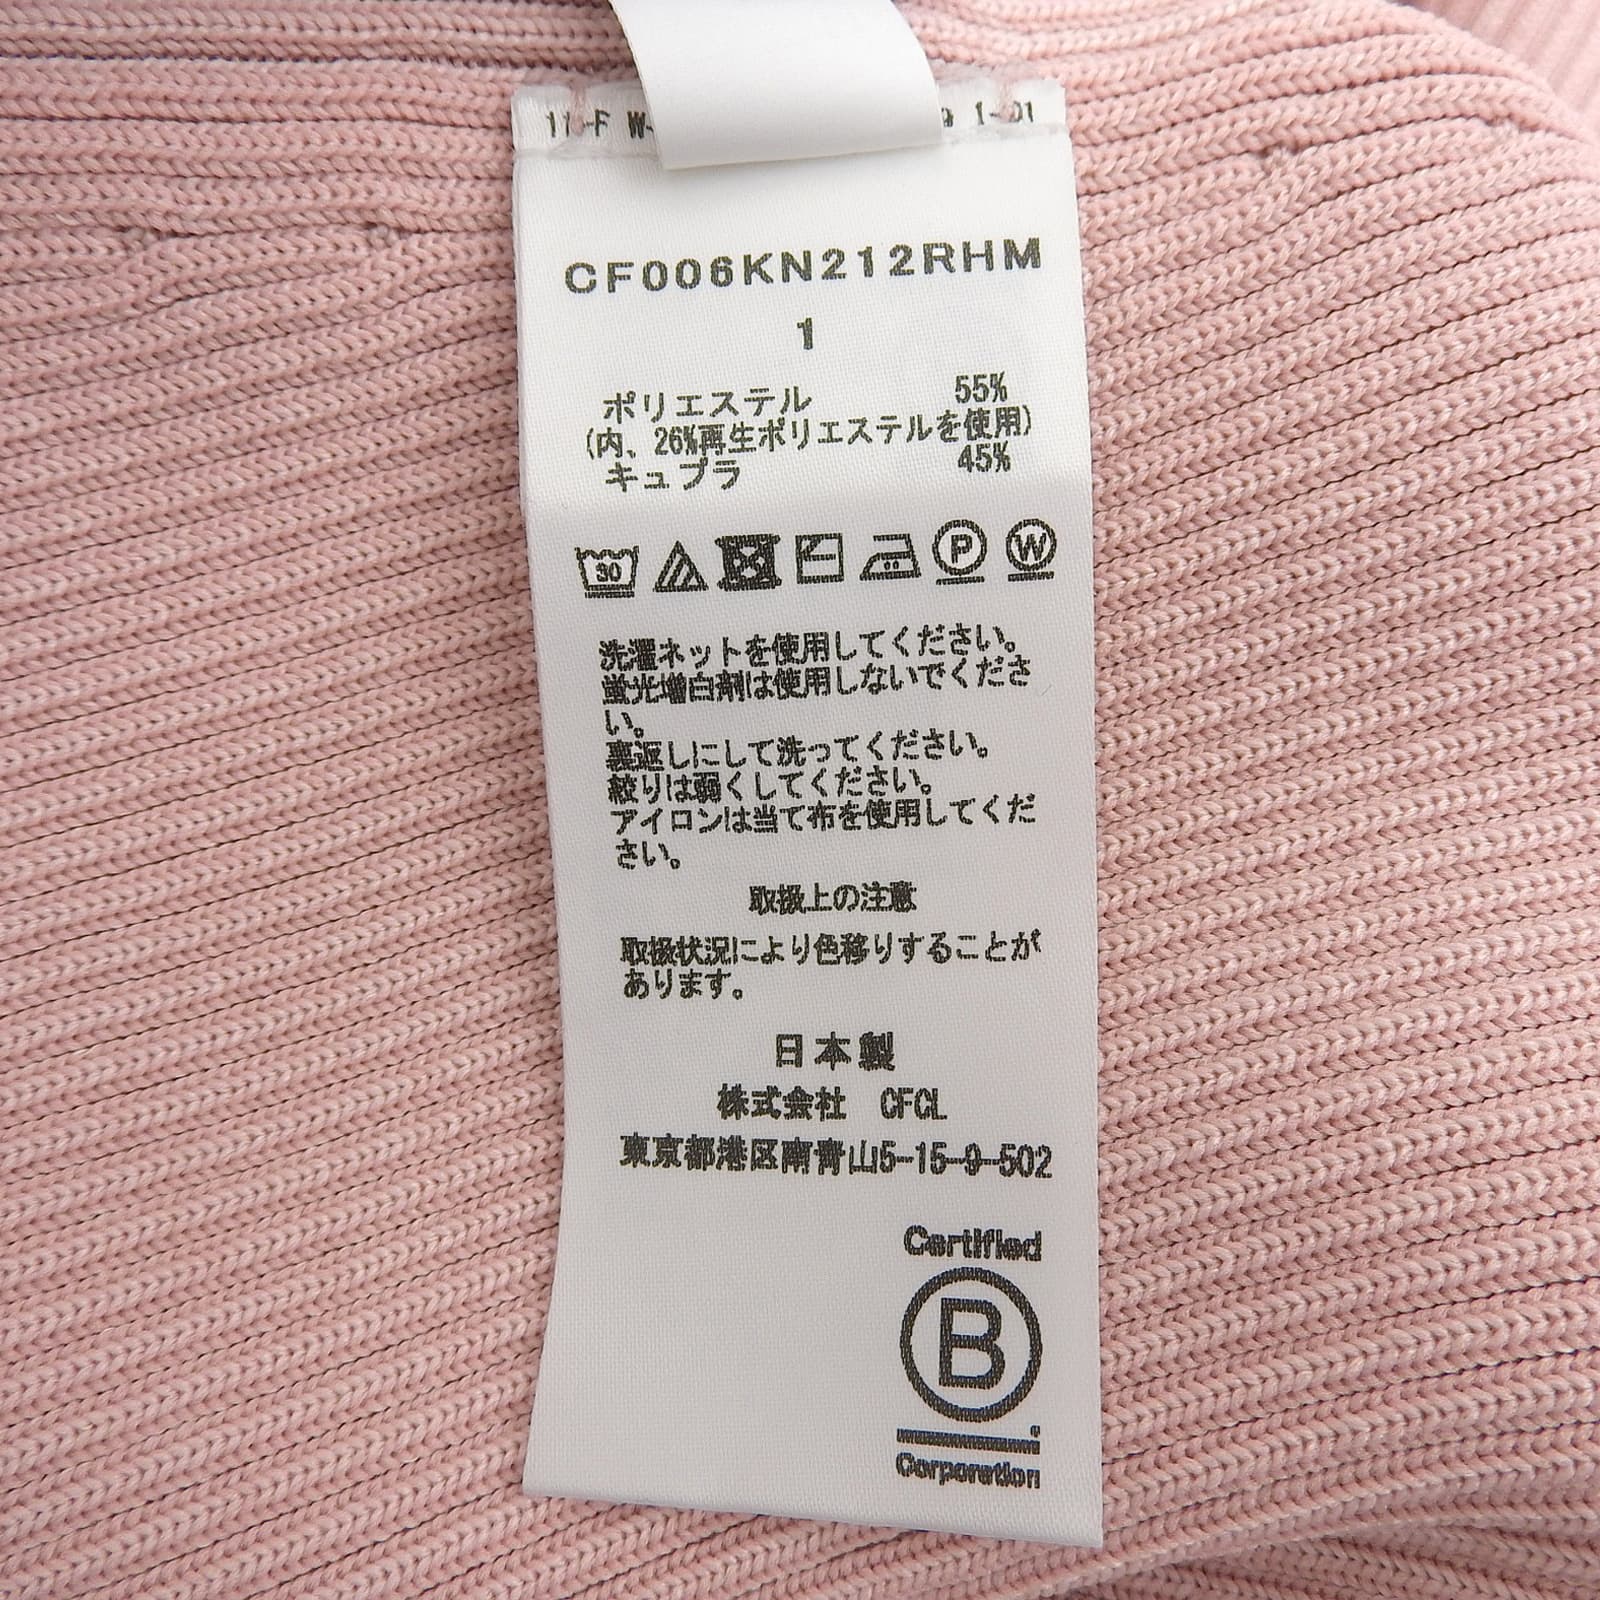 CF006KN212RHM
1
ポリエステル 55%
(内、26%再生ポリエステルを使用)
キュプラ 45%
30 P W
洗濯ネットを使用してください。
蛍光増白剤は使用しないでくださ
い。
裏返しにして洗ってください。
絞りは弱くしてください。
アイロンは当て布を使用してくだ
さい。
取扱上の注意
取扱状況により色移りすることが
あります。
日本製
株式会社 CFCL
東京都港区南青山5-15-9-502
Certified
B
Corporation